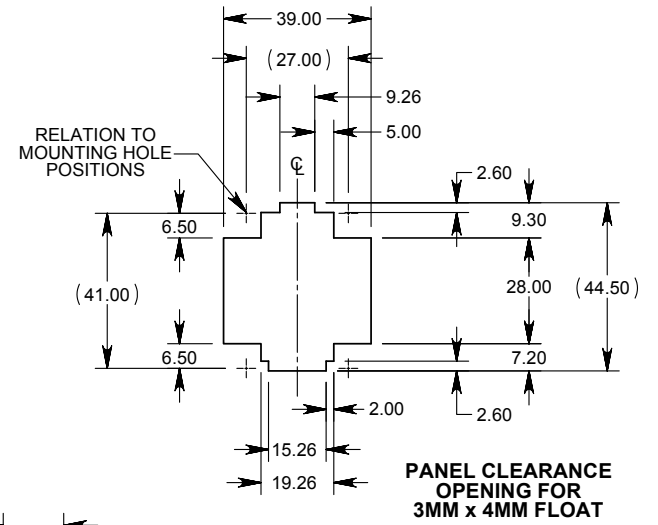 39.00
(27.00)
9.26
5.00
RELATION TO
MOUNTING HOLE
POSITIONS
℄
2.60
6.50
9.30
(41.00)
28.00
(44.50)
6.50
7.20
2.00
2.60
15.26
19.26
PANEL CLEARANCE
OPENING FOR
3MM x 4MM FLOAT